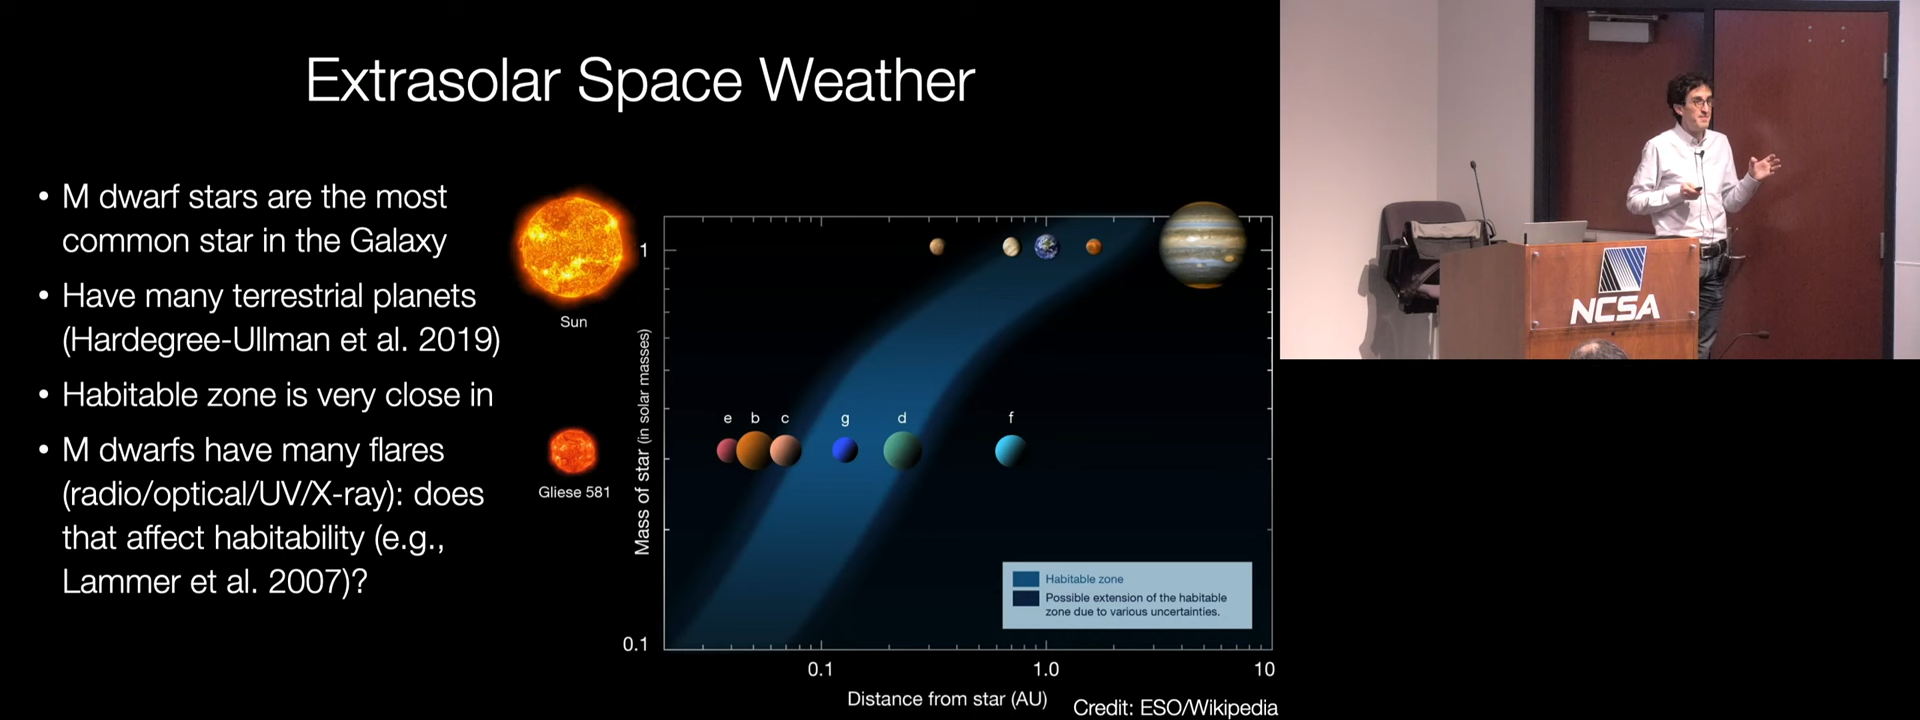 Extrasolar Space Weather
• M dwarf stars are the most
common star in the Galaxy
• Have many terrestrial planets
(Hardegree-Ullman et al. 2019)
• Habitable zone is very close in
• M dwarfs have many flares
(radio/optical/UV/X-ray): does
that affect habitability (e.g.,
Lammer et al. 2007)?
Sun
Gliese 581
Mass of star (in solar masses)
1
0.1
e b c g d f
Habitable zone
Possible extension of the habitable
zone due to various uncertainties.
0.1 1.0 10
Distance from star (AU)
Credit: ESO/Wikipedia
NCSA